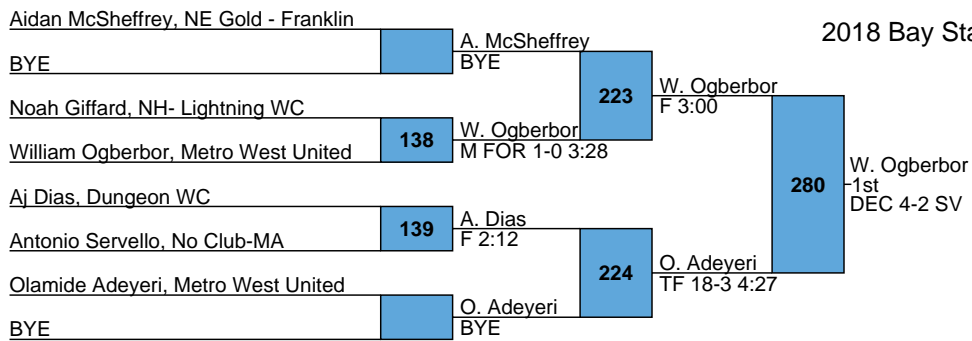 Aidan McSheffrey, NE Gold - Franklin
2018 Bay Sta
A. McSheffrey
BYE
BYE
223
W. Ogberbor
F 3:00
Noah Giffard, NH- Lightning WC
138
W. Ogberbor
M FOR 1-0 3:28
William Ogberbor, Metro West United
280
W. Ogberbor
1st
DEC 4-2 SV
Aj Dias, Dungeon WC
139
A. Dias
F 2:12
Antonio Servello, No Club-MA
224
O. Adeyeri
TF 18-3 4:27
Olamide Adeyeri, Metro West United
O. Adeyeri
BYE
BYE